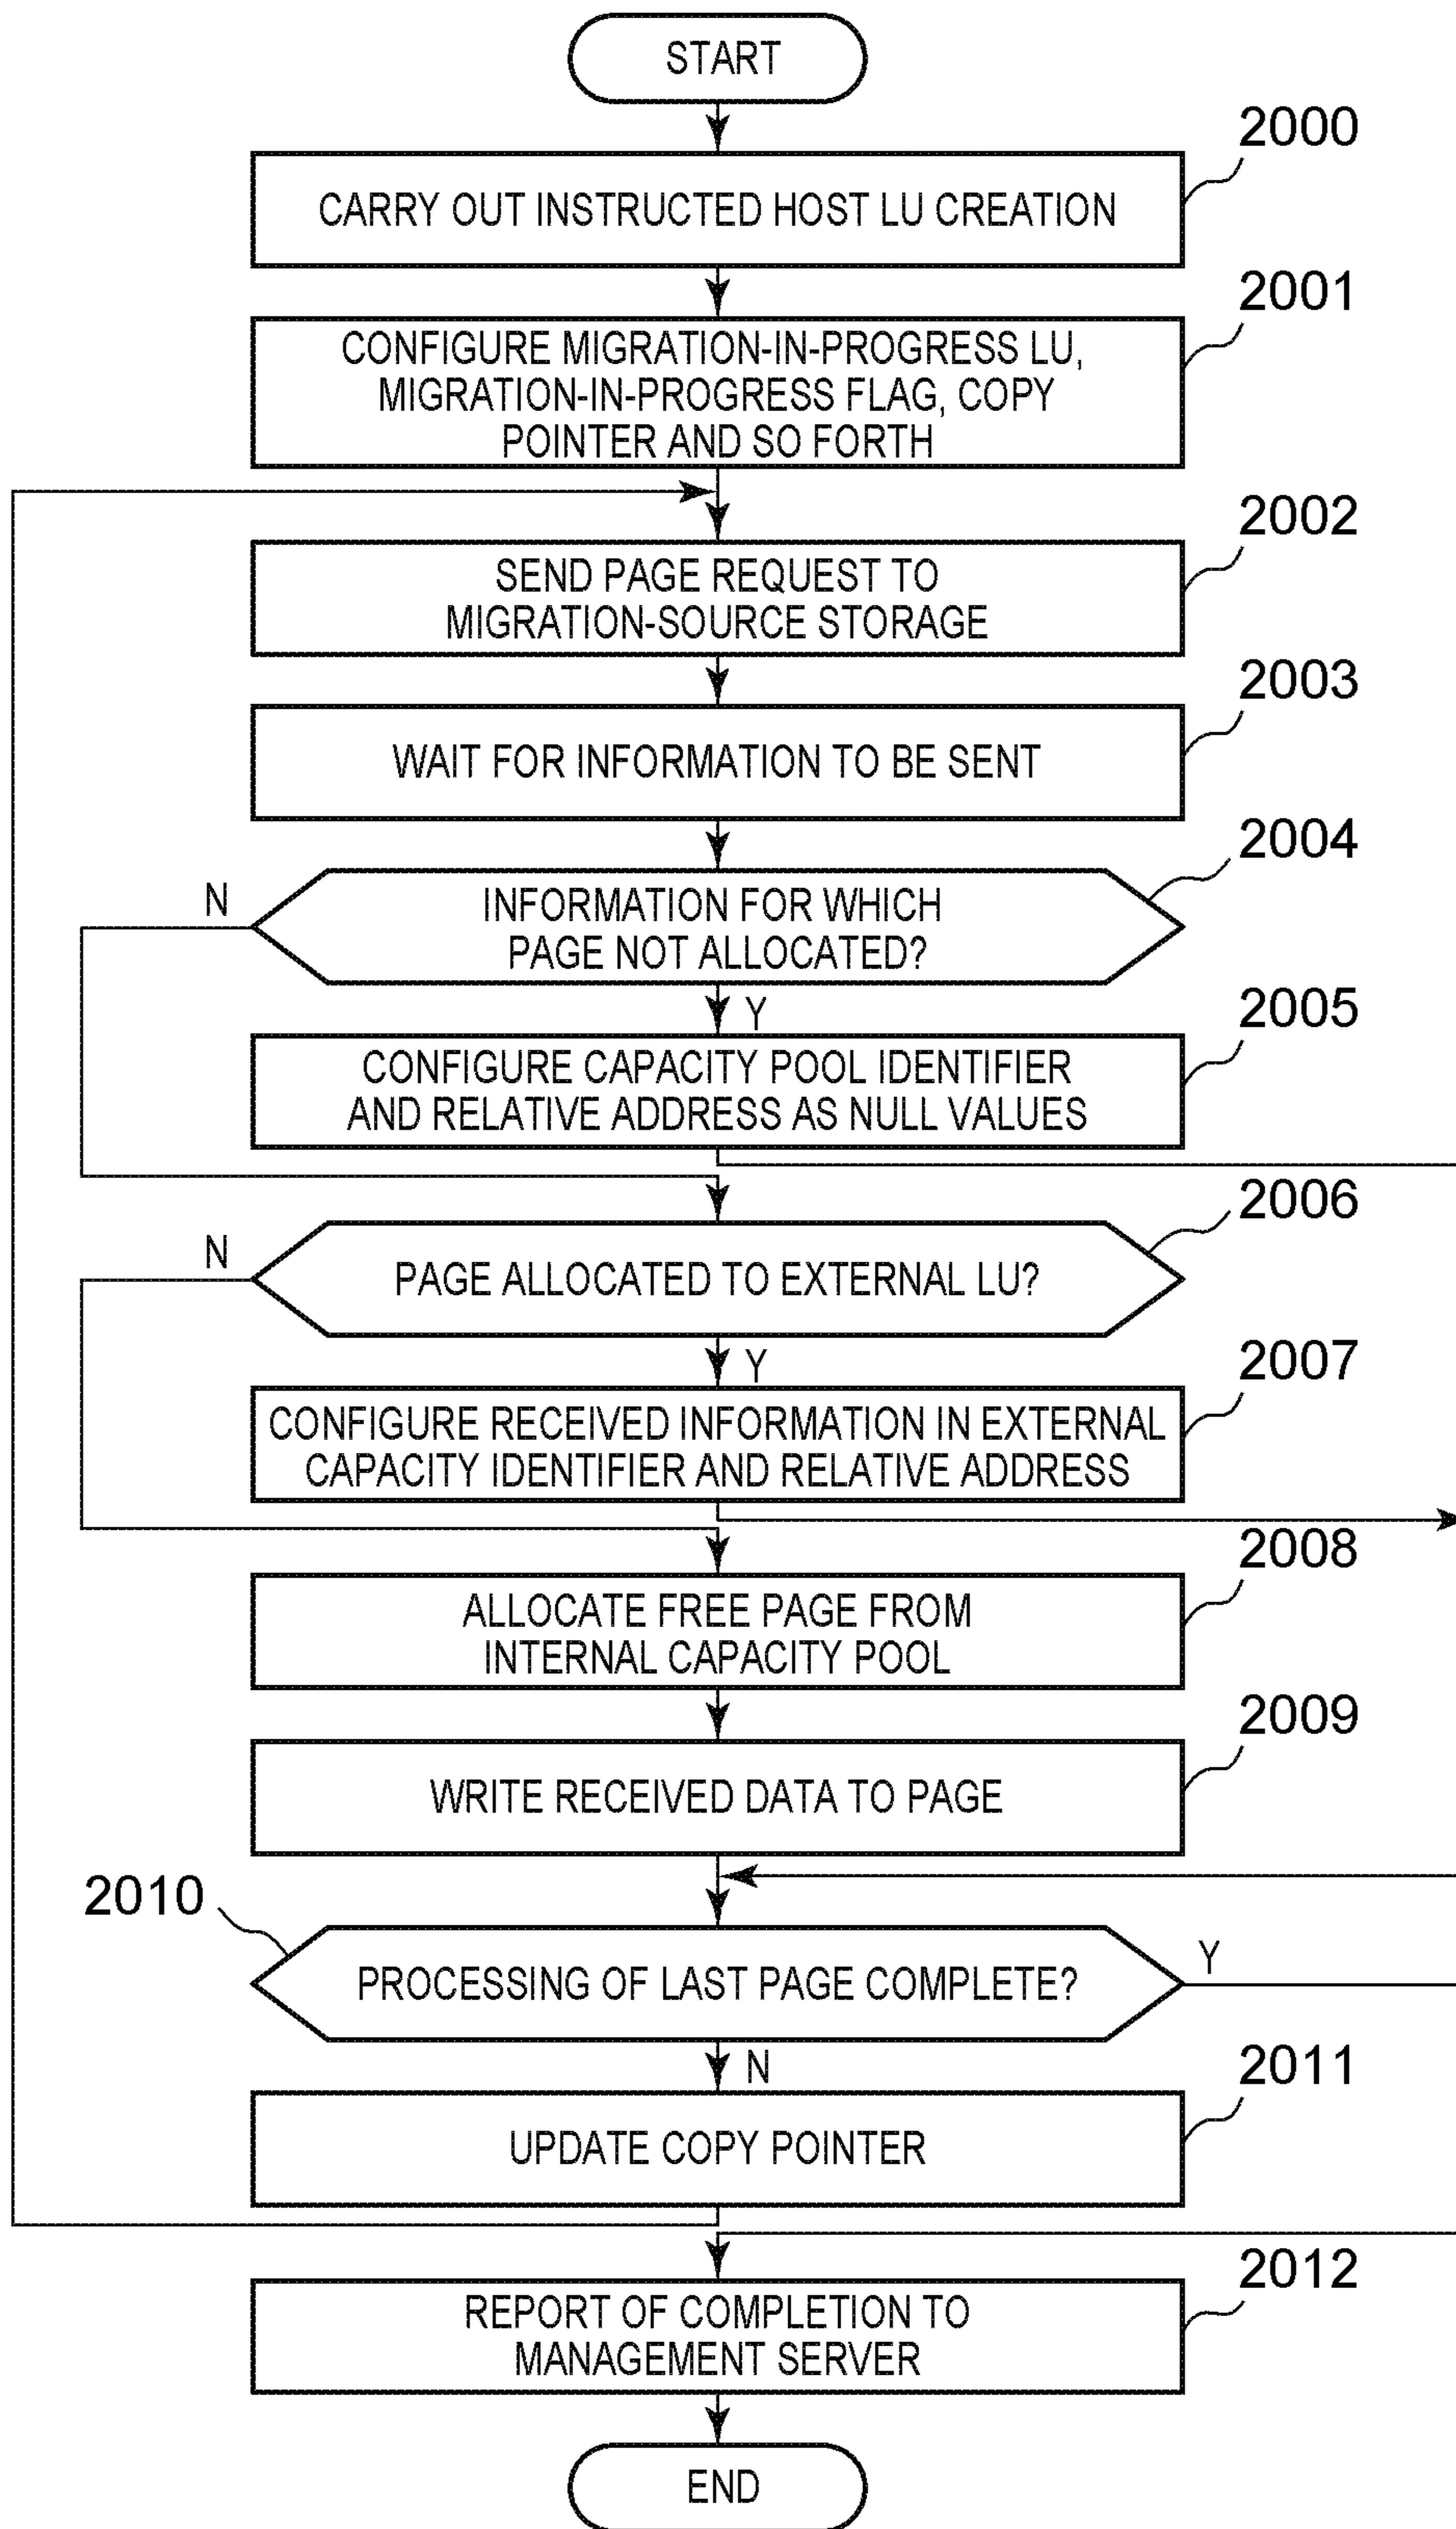 START
2000
CARRY OUT INSTRUCTED HOST LU CREATION
2001
CONFIGURE MIGRATION-IN-PROGRESS LU,
MIGRATION-IN-PROGRESS FLAG, COPY
POINTER AND SO FORTH
2002
SEND PAGE REQUEST TO
MIGRATION-SOURCE STORAGE
2003
WAIT FOR INFORMATION TO BE SENT
2004
N
INFORMATION FOR WHICH
PAGE NOT ALLOCATED?
Y
2005
CONFIGURE CAPACITY POOL IDENTIFIER
AND RELATIVE ADDRESS AS NULL VALUES
2006
N
PAGE ALLOCATED TO EXTERNAL LU?
Y
2007
CONFIGURE RECEIVED INFORMATION IN EXTERNAL
CAPACITY IDENTIFIER AND RELATIVE ADDRESS
2008
ALLOCATE FREE PAGE FROM
INTERNAL CAPACITY POOL
2009
WRITE RECEIVED DATA TO PAGE
2010
PROCESSING OF LAST PAGE COMPLETE?
Y
N
2011
UPDATE COPY POINTER
2012
REPORT OF COMPLETION TO
MANAGEMENT SERVER
END